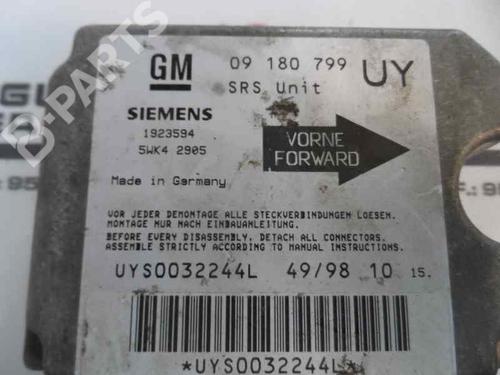 GM
09 180 799
UY
SRS Unit
SIEMENS
1923594
5WK4 2905
VORNE
FORWARD
Made in Germany
VOR JEDER DEMONTAGE ALLE STECKVERBINDUNGEN LOESEN.
MONTAGE NUR NACH EINBAUANLEITUNG.
BEFORE EVERY DISASSEMBLY, DETACH ALL CONNECTORS.
ASSEMBLE STRICTLY ACCORDING TO MANUAL INSTRUCTIONS.
UYS0032244L 49/98 10 15.
*UYS0032244L*
B-PARTS